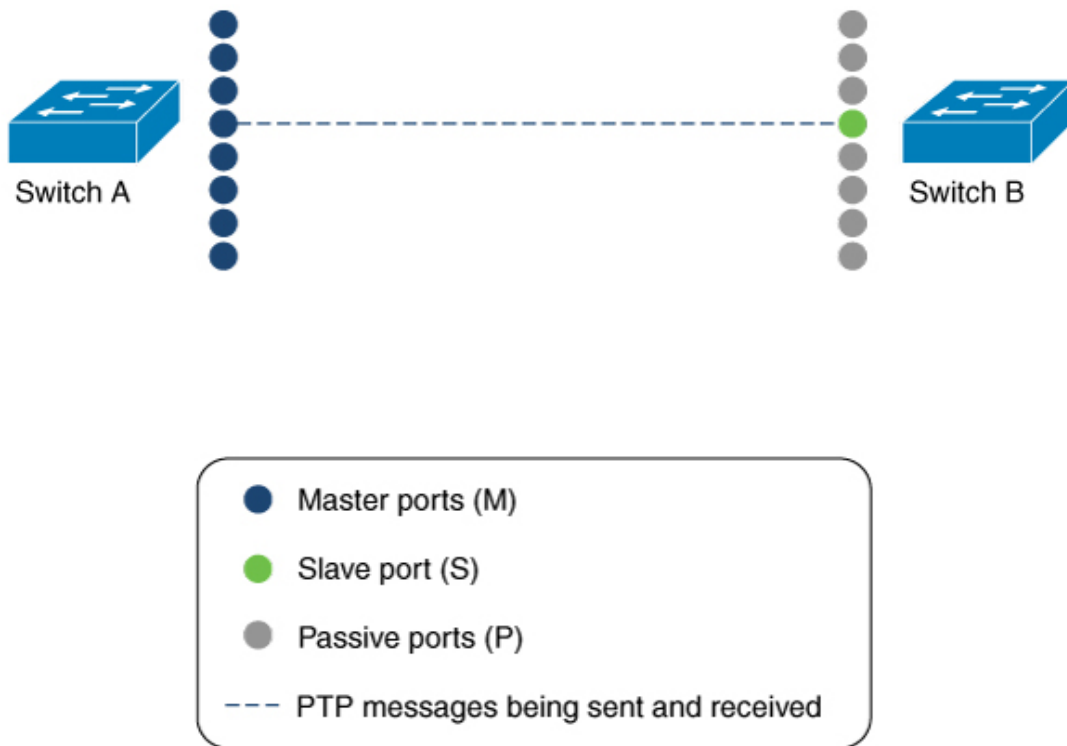 Switch A
Switch B
Master ports (M)
Slave port (S)
Passive ports (P)
PTP messages being sent and received